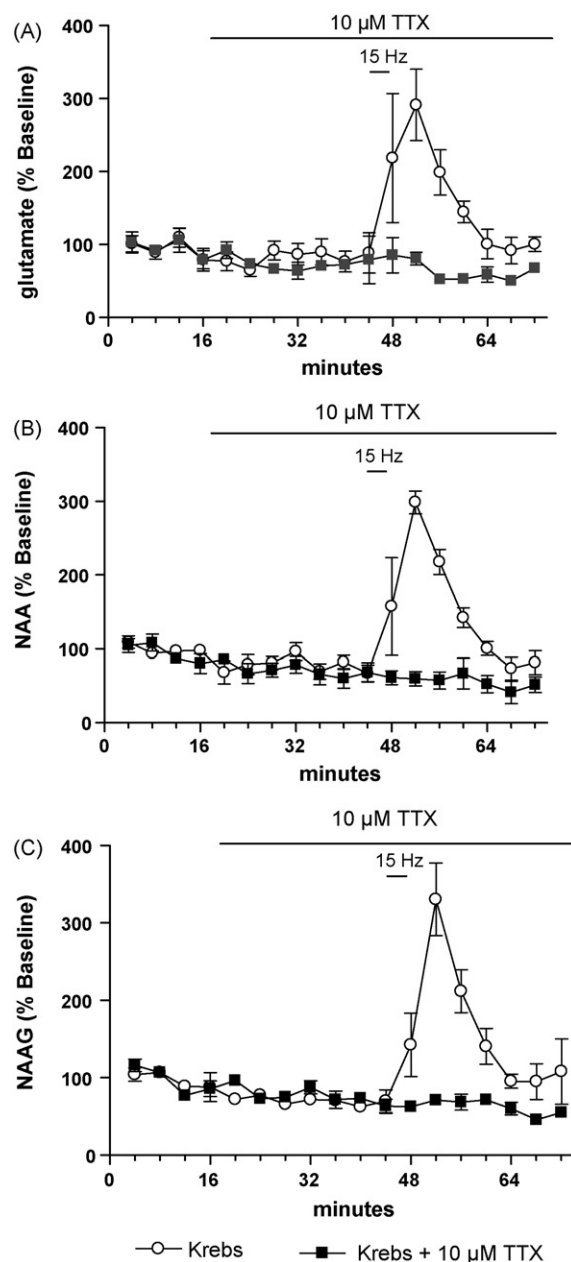 (A)
10 µM TTX
15 Hz
400
300
200
100
0
glutamate (% Baseline)
0 16 32 48 64
minutes
(B)
10 µM TTX
15 Hz
400
300
200
100
0
NAA (% Baseline)
0 16 32 48 64
minutes
(C)
10 µM TTX
15 Hz
400
300
200
100
0
NAAG (% Baseline)
0 16 32 48 64
minutes
Krebs Krebs + 10 µM TTX